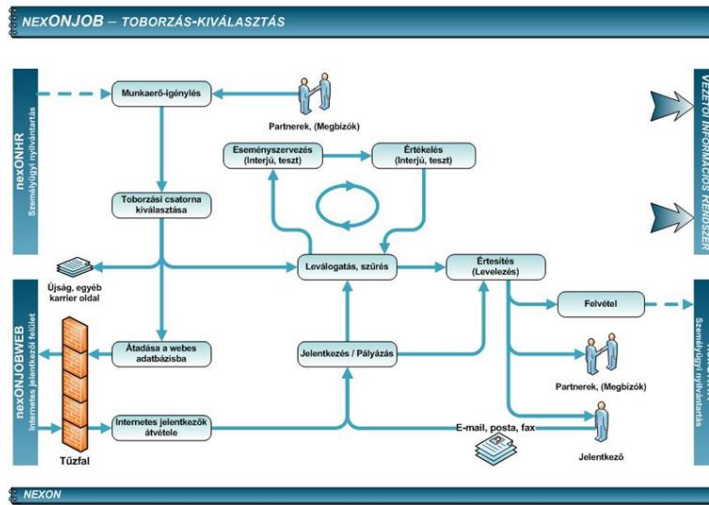 NEXONJOB – TOBORZÁS-KIVÁLASZTÁS
nexONHR
Személyügyi nyilvántartás
Munkaerő-igénylés
Partnerek, (Megbízók)
VEZETŐI INFORMÁCIÓS RENDSZER
Eseményszervezés
(Interjú, teszt)
Értékelés
(Interjú, teszt)
Toborzási csatorna
kiválasztása
Leválogatás, szűrés
Értesítés
(Levelezés)
Újság, egyéb
karrier oldal
Felvétel
nexONJOBWEB
Internetes jelentkezői felület
Átadása a webes
adatbázisba
Jelentkezés / Pályázás
Partnerek, (Megbízók)
Személyügyi nyilvántartás
Internetes jelentkezők
átvétele
E-mail, posta, fax
Tűzfal
Jelentkező
NEXON